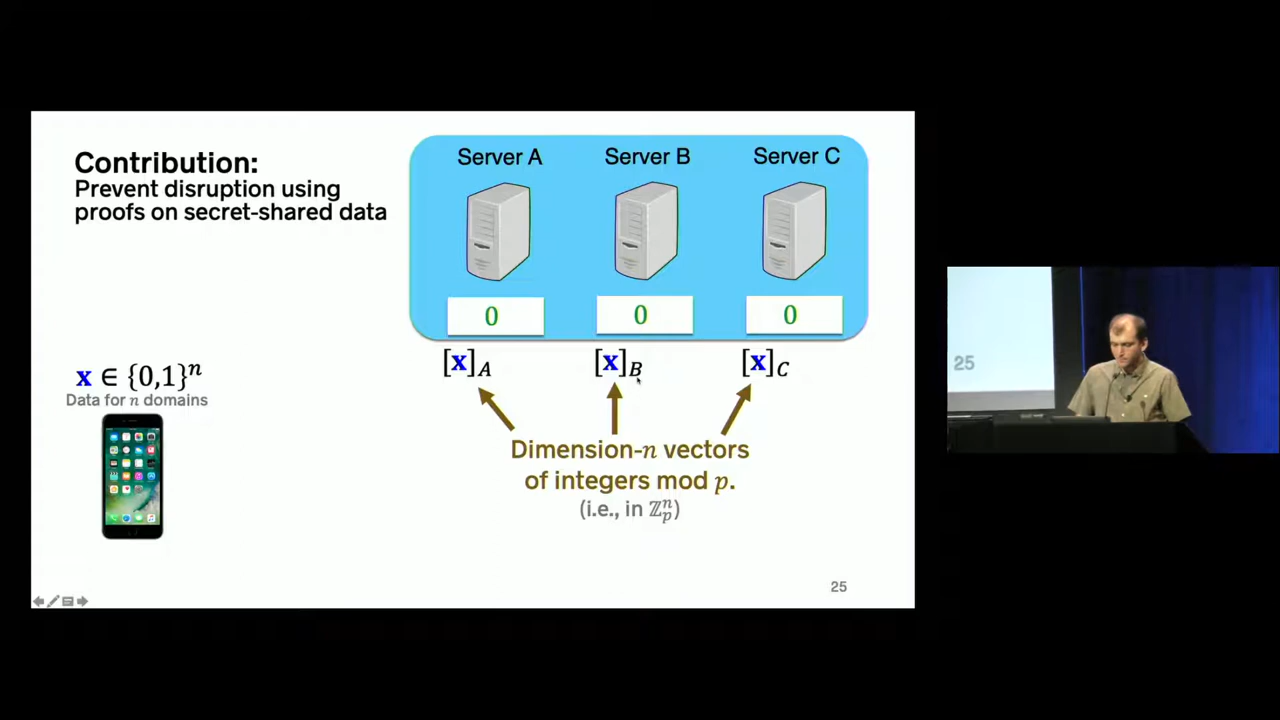 Contribution:
Prevent disruption using
proofs on secret-shared data
Server A
Server B
Server C
0
0
0
[x]A
[x]B
[x]C
x ∈ {0,1}ⁿ
Data for n domains
Dimension-n vectors
of integers mod p.
(i.e., in ℤₚⁿ)
25
25